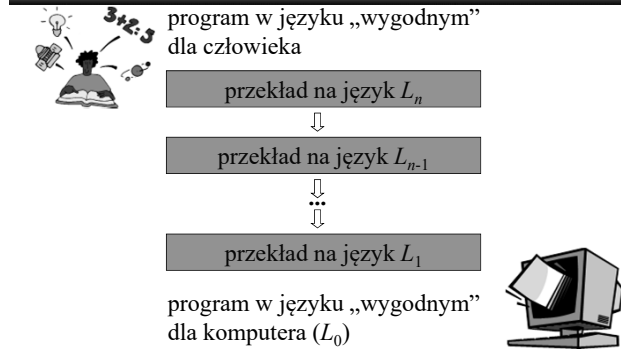 3+2=5
program w języku „wygodnym”
dla człowieka
przekład na język Lₙ
przekład na język Lₙ₋₁
...
przekład na język L₁
program w języku „wygodnym”
dla komputera (L₀)